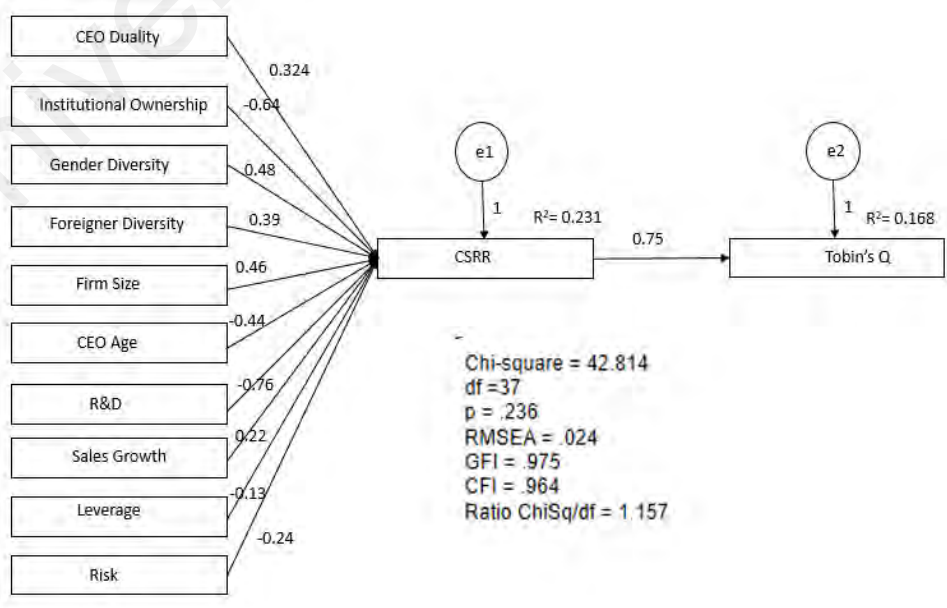 CEO Duality
0.324
Institutional Ownership
-0.64
Gender Diversity
0.48
Foreigner Diversity
0.39
Firm Size
0.46
CEO Age
-0.44
R&D
-0.76
Sales Growth
0.22
Leverage
-0.13
Risk
-0.24
e1
1
R²= 0.231
CSRR
0.75
e2
1
R²= 0.168
Tobin's Q
Chi-square = 42.814
df =37
p = .236
RMSEA = .024
GFI = .975
CFI = .964
Ratio ChiSq/df = 1.157